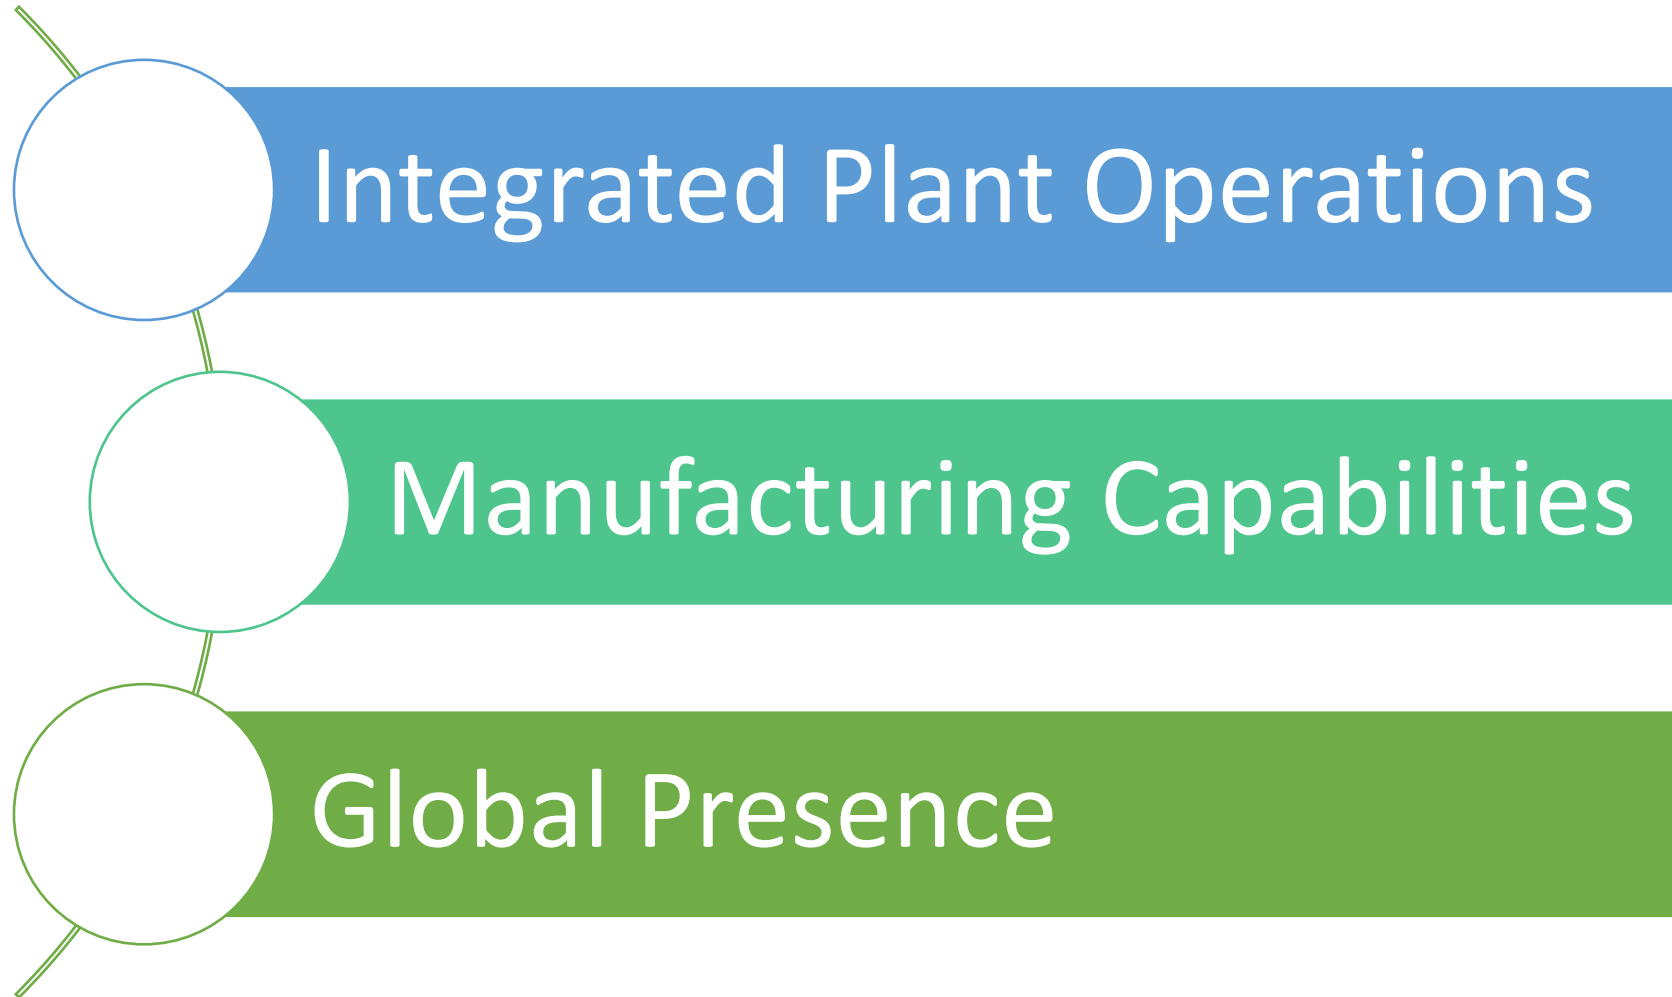 Integrated Plant Operations
Manufacturing Capabilities
Global Presence